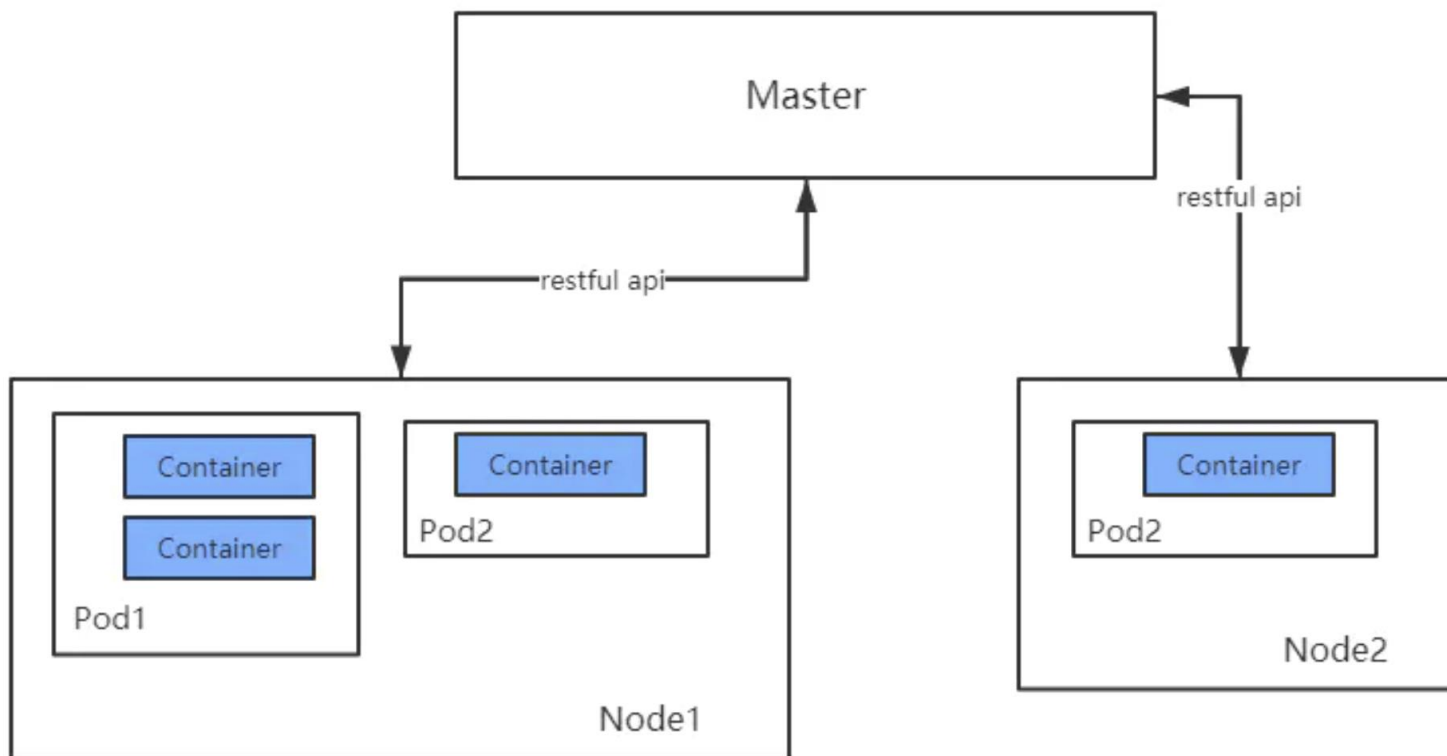 Master
restful api
restful api
Container
Container
Pod1
Container
Pod2
Node1
Container
Pod2
Node2